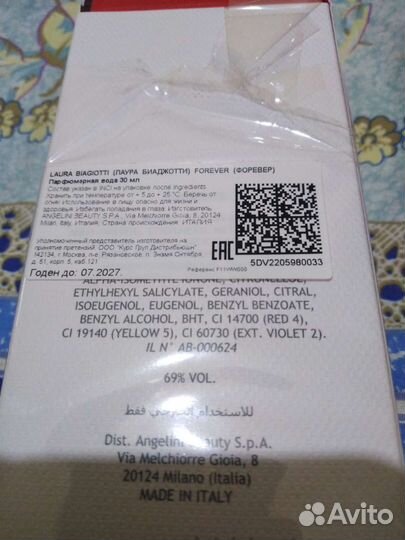 LAURA BIAGIOTTI (ЛАУРА БИАДЖОТТИ) FOREVER (ФОРЕВЕР)
Парфюмерная вода 30 мл
Состав указан в INCI на упаковке после ingredients
Хранить при температуре от + 5 до + 25 °C. Беречь от
огня! Использование в пищу опасно для жизни и
здоровья. Избегать попадания в глаза. Изготовитель:
ANGELINI BEAUTY S.P.A., Via Melchiorre Gioia, 8, 20124
Milan, Italy, Италия. Страна происхождения: ИТАЛИЯ
Уполномоченный представитель изготовителя на
принятие претензий: ООО "Курс Груп Дистрибьюшн"
142134, г. Москва, п-е Рязановское, п. Знамя Октября,
д. 51, корп. 5, каб.121
Годен до: 07.2027.
EAC
5DV2205980033
Референс F11VWN500
ALPHA-ISOMETHYL IONONE, CITRONELLOL,
ETHYLHEXYL SALICYLATE, GERANIOL, CITRAL,
ISOEUGENOL, EUGENOL, BENZYL BENZOATE,
BENZYL ALCOHOL, BHT, CI 14700 (RED 4),
CI 19140 (YELLOW 5), CI 60730 (EXT. VIOLET 2).
IL N° AB-000624
69% VOL.
للاستخدام الخارجي فقط
Dist. Angelini Beauty S.p.A.
Via Melchiorre Gioia, 8
20124 Milano (Italia)
MADE IN ITALY
Avito